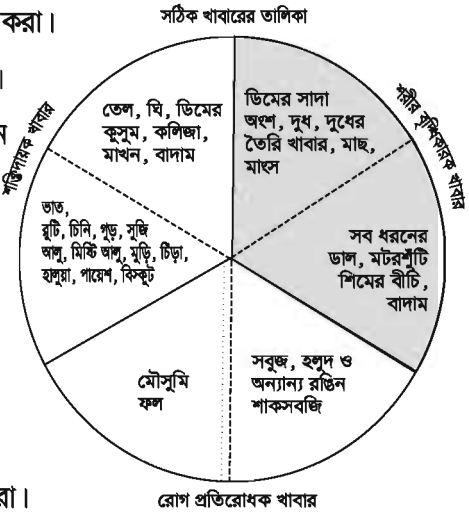 করা।
সঠিক খাবারের তালিকা
।
ন
শক্তিদায়ক খাবার
শরীর বৃদ্ধিকারক খাবার
তেল, ঘি, ডিমের
কুসুম, কলিজা,
মাখন, বাদাম
ডিমের সাদা
অংশ, দুধ, দুধের
তৈরি খাবার, মাছ,
মাংস
ভাত,
রুটি, চিনি, গুড়, সুজি
আলু, মিষ্টি আলু, মুড়ি, চিঁড়া,
হালুয়া, পায়েশ, বিস্কুট
সব ধরনের
ডাল, মটরশুঁটি
শিমের বীচি,
বাদাম
মৌসুমি
ফল
সবুজ, হলুদ ও
অন্যান্য রঙিন
শাকসবজি
রা।
রোগ প্রতিরোধক খাবার